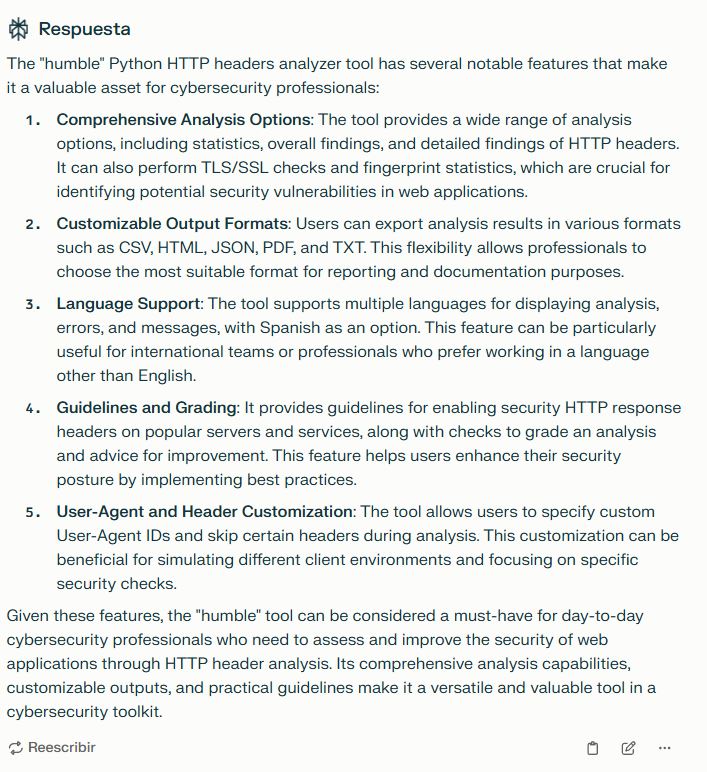 Respuesta
The "humble" Python HTTP headers analyzer tool has several notable features that make
it a valuable asset for cybersecurity professionals:
1. Comprehensive Analysis Options: The tool provides a wide range of analysis
options, including statistics, overall findings, and detailed findings of HTTP headers.
It can also perform TLS/SSL checks and fingerprint statistics, which are crucial for
identifying potential security vulnerabilities in web applications.
2. Customizable Output Formats: Users can export analysis results in various formats
such as CSV, HTML, JSON, PDF, and TXT. This flexibility allows professionals to
choose the most suitable format for reporting and documentation purposes.
3. Language Support: The tool supports multiple languages for displaying analysis,
errors, and messages, with Spanish as an option. This feature can be particularly
useful for international teams or professionals who prefer working in a language
other than English.
4. Guidelines and Grading: It provides guidelines for enabling security HTTP response
headers on popular servers and services, along with checks to grade an analysis
and advice for improvement. This feature helps users enhance their security
posture by implementing best practices.
5. User-Agent and Header Customization: The tool allows users to specify custom
User-Agent IDs and skip certain headers during analysis. This customization can be
beneficial for simulating different client environments and focusing on specific
security checks.
Given these features, the "humble" tool can be considered a must-have for day-to-day
cybersecurity professionals who need to assess and improve the security of web
applications through HTTP header analysis. Its comprehensive analysis capabilities,
customizable outputs, and practical guidelines make it a versatile and valuable tool in a
cybersecurity toolkit.
Reescribir